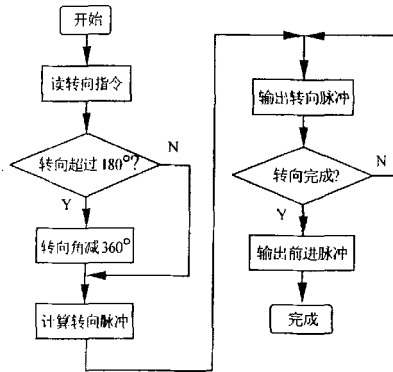 开始
读转向指令
转向超过180°?
N
Y
转向角减360°
计算转向脉冲
输出转向脉冲
转向完成?
N
Y
输出前进脉冲
完成